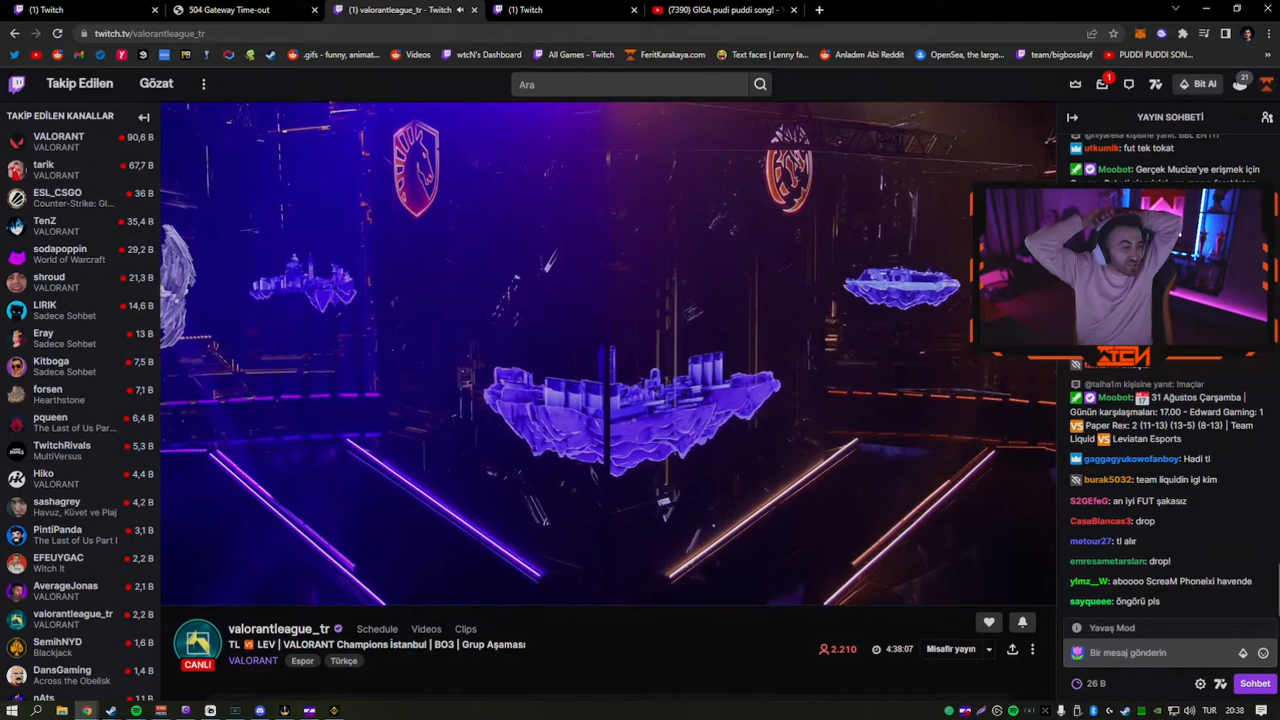 (1) Twitch
504 Gateway Time-out
(1) valorantleague_tr - Twitch
(1) Twitch
(7390) GIGA pudi puddi song! -
twitch.tv/valorantleague_tr
.gifs - funny, animat...
Videos
wtcN's Dashboard
All Games - Twitch
FeritKarakaya.com
Text faces | Lenny fa...
Anladım Abi Reddit
OpenSea, the large...
team/bigbosslayf
PUDDI PUDDI SON...
Takip Edilen
Gözat
Ara
1
Bit Al
21
TAKİP EDİLEN KANALLAR
VALORANT
90,6 B
VALORANT
tarik
67,7 B
VALORANT
ESL_CSGO
36 B
Counter-Strike: Gl...
TenZ
35,4 B
VALORANT
sodapoppin
29,2 B
World of Warcraft
shroud
21,3 B
VALORANT
LIRIK
14,6 B
Sadece Sohbet
Eray
13 B
Sadece Sohbet
Kitboga
7,5 B
Sadece Sohbet
forsen
7,1 B
Hearthstone
pqueen
6,4 B
The Last of Us Par...
TwitchRivals
5,3 B
MultiVersus
Hiko
4,4 B
VALORANT
sashagrey
4,2 B
Havuz, Küvet ve Plaj
PintiPanda
3,1 B
The Last of Us Part I
EFEUYGAC
2,2 B
Witch It
AverageJonas
2,1 B
VALORANT
valorantleague_tr
2,2 B
VALORANT
SemihNYD
1,6 B
Blackjack
DansGaming
1,4 B
Across the Obelisk
nAts
1,1 B
CANLI
valorantleague_tr
Schedule
Videos
Clips
TL 🆚 LEV | VALORANT Champions İstanbul | BO3 | Grup Aşaması
VALORANT
Espor
Türkçe
2.210
4:38:07
Misafir yayın
YAYIN SOHBETİ
utkumlk: fut tek tokat
Moobot: Gerçek Mucize'ye erişmek için
WTCN
@talha1m kişisine yanıt: !maçlar
Moobot: 📅 31 Ağustos Çarşamba |
Günün karşılaşmaları: 17.00 - Edward Gaming: 1
🆚 Paper Rex: 2 (11-13) (13-5) (8-13) | Team
Liquid 🆚 Leviatan Esports
gaggagyukowofanboy: Hadi tl
burak5032: team liquidin igl kim
S2GEfeG: an iyi FUT şakasız
CasaBlancas3: drop
metour27: tl alır
emresametarslan: drop!
ylmz__W: aboooo ScreaM Phoneixi havende
sayqueee: öngörü pls
Yavaş Mod
Bir mesaj gönderin
26 B
Sohbet
TUR
20:38